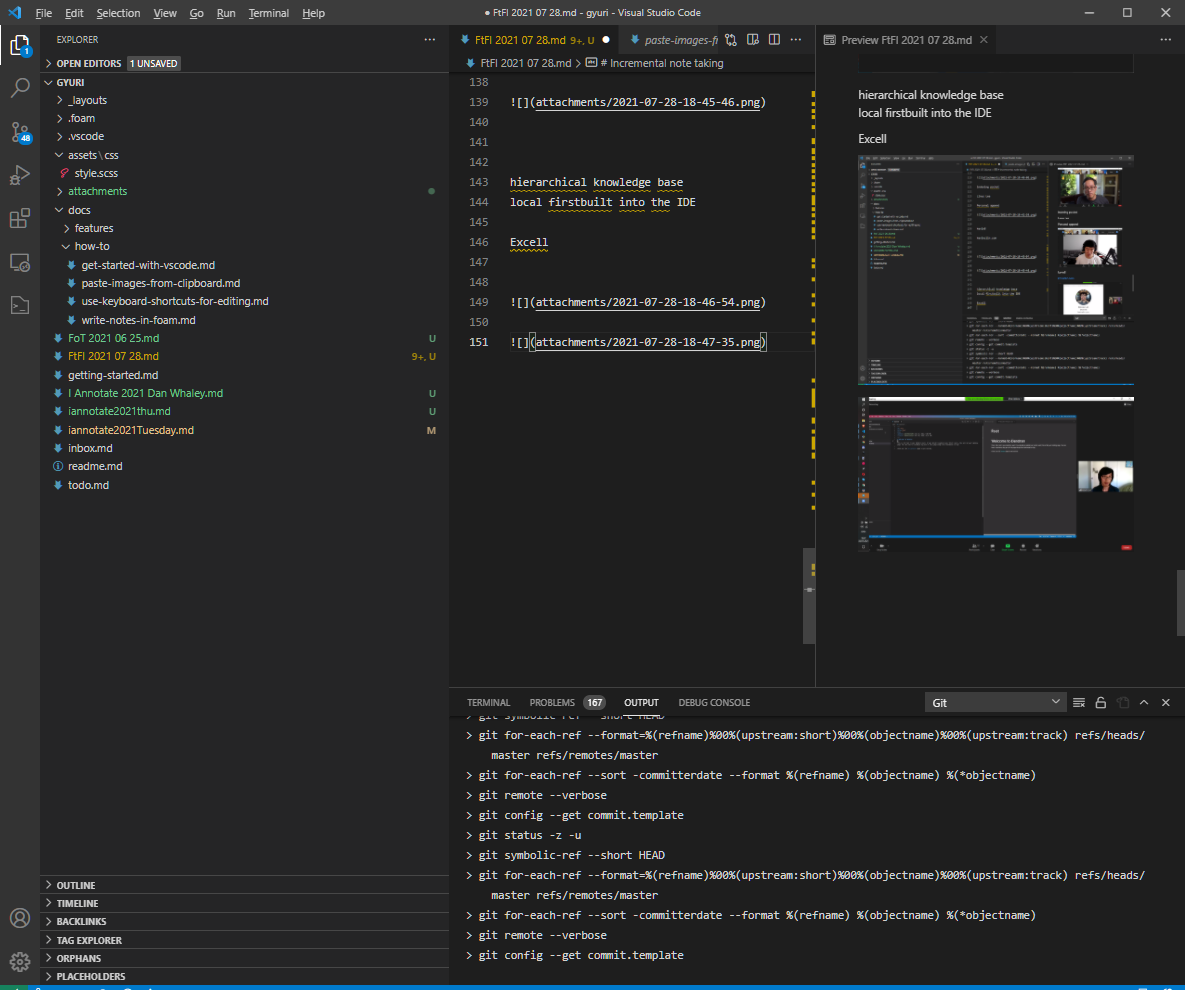 File Edit Selection View Go Run Terminal Help
● FtFl 2021 07 28.md - gyuri - Visual Studio Code
EXPLORER
OPEN EDITORS 1 UNSAVED
GYURI
_layouts
.foam
.vscode
assets\css
style.scss
attachments
docs
features
how-to
get-started-with-vscode.md
paste-images-from-clipboard.md
use-keyboard-shortcuts-for-editing.md
write-notes-in-foam.md
FoT 2021 06 25.md U
FtFl 2021 07 28.md 9+, U
getting-started.md
I Annotate 2021 Dan Whaley.md U
iannotate2021thu.md U
iannotate2021Tuesday.md M
inbox.md
readme.md
todo.md
OUTLINE
TIMELINE
BACKLINKS
TAG EXPLORER
ORPHANS
PLACEHOLDERS
1
48
FtFl 2021 07 28.md 9+, U ●
paste-images-fr
FtFl 2021 07 28.md > # Incremental note taking
138
139 ![](attachments/2021-07-28-18-45-46.png)
140
141
142
143 hierarchical knowledge base
144 local firstbuilt into the IDE
145
146 Excell
147
148
149 ![](attachments/2021-07-28-18-46-54.png)
150
151 ![](attachments/2021-07-28-18-47-35.png)
Preview FtFl 2021 07 28.md
hierarchical knowledge base
local firstbuilt into the IDE
Excell
TERMINAL PROBLEMS 167 OUTPUT DEBUG CONSOLE Git
> git symbolic-ref --short HEAD
> git for-each-ref --format=%(refname)%00%(upstream:short)%00%(objectname)%00%(upstream:track) refs/heads/
master refs/remotes/master
> git for-each-ref --sort -committerdate --format %(refname) %(objectname) %(*objectname)
> git remote --verbose
> git config --get commit.template
> git status -z -u
> git symbolic-ref --short HEAD
> git for-each-ref --format=%(refname)%00%(upstream:short)%00%(objectname)%00%(upstream:track) refs/heads/
master refs/remotes/master
> git for-each-ref --sort -committerdate --format %(refname) %(objectname) %(*objectname)
> git remote --verbose
> git config --get commit.template